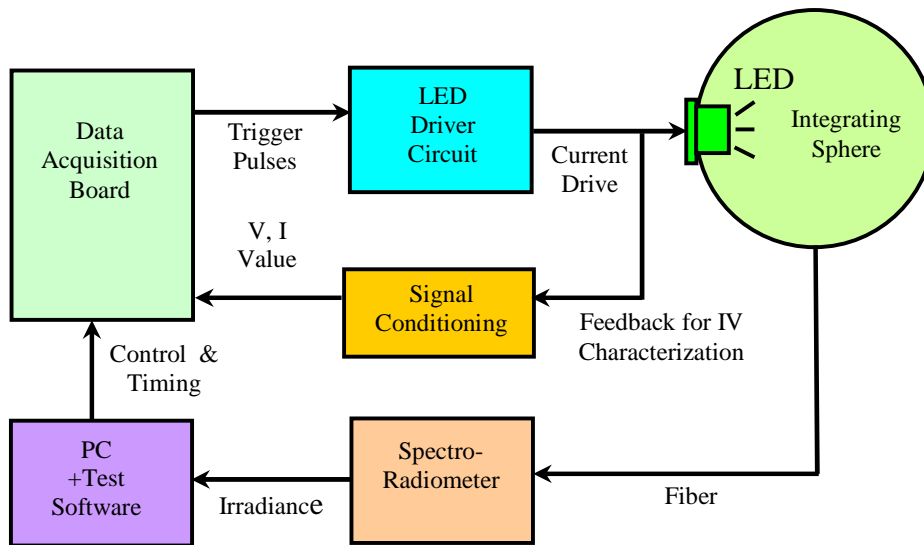 Data
Acquisition
Board
Trigger
Pulses
LED
Driver
Circuit
Current
Drive
LED
Integrating
Sphere
V, I
Value
Signal
Conditioning
Feedback for IV
Characterization
Control &
Timing
PC
+Test
Software
Irradiance
Spectro-
Radiometer
Fiber